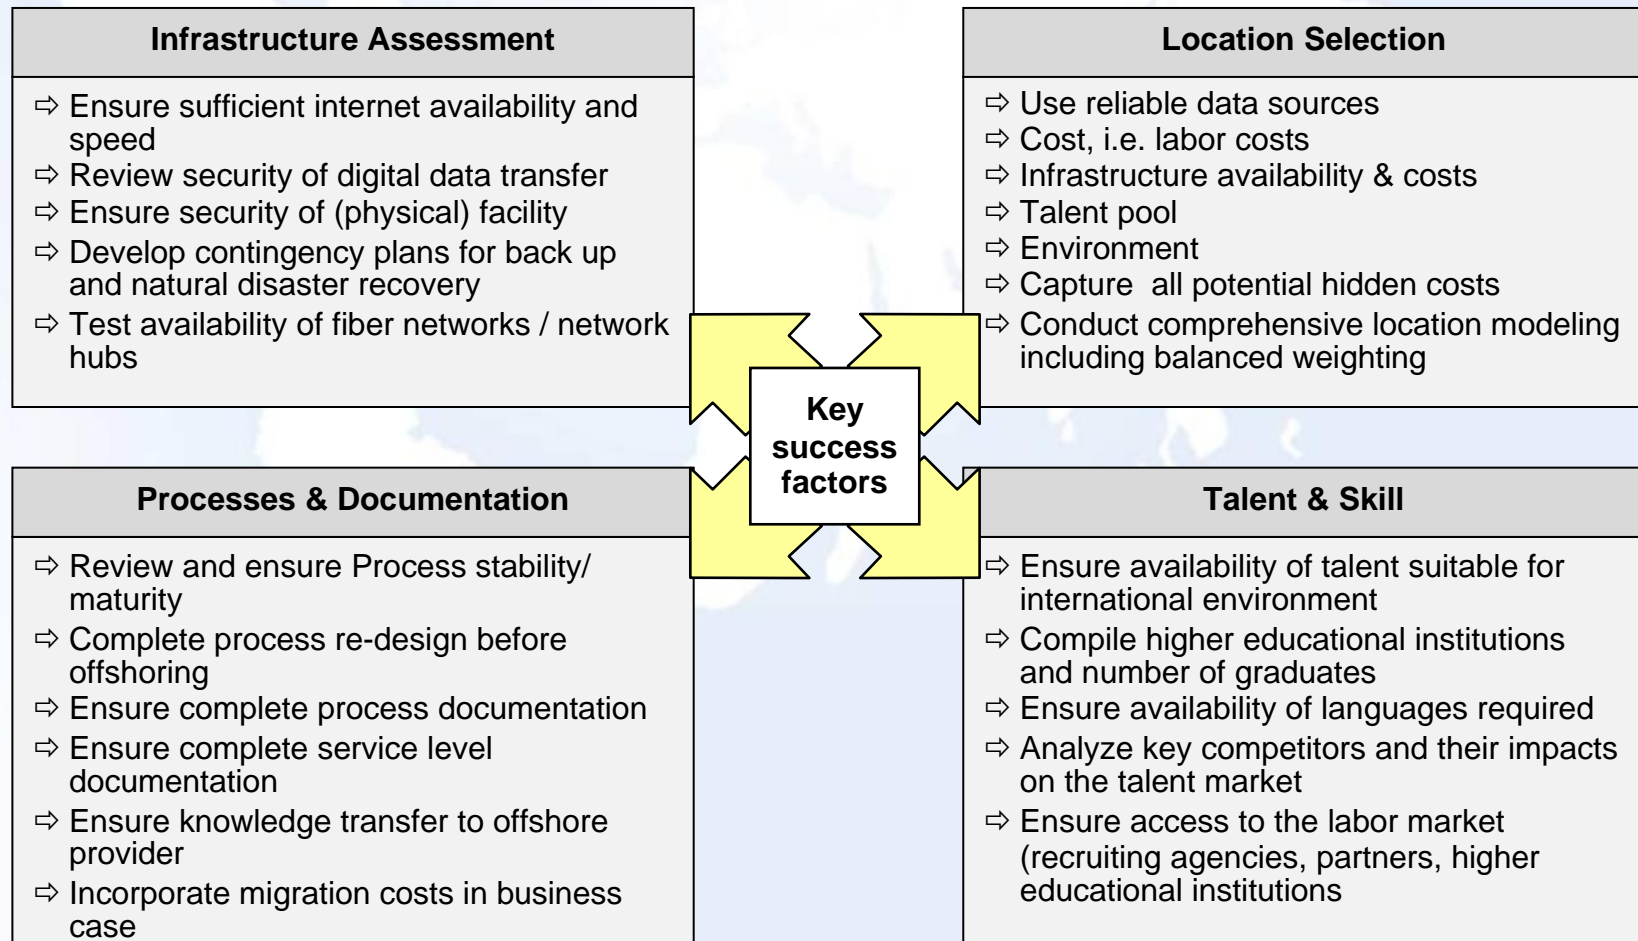 Infrastructure Assessment
⇨ Ensure sufficient internet availability and
speed
⇨ Review security of digital data transfer
⇨ Ensure security of (physical) facility
⇨ Develop contingency plans for back up
and natural disaster recovery
⇨ Test availability of fiber networks / network
hubs
Location Selection
⇨ Use reliable data sources
⇨ Cost, i.e. labor costs
⇨ Infrastructure availability & costs
⇨ Talent pool
⇨ Environment
⇨ Capture  all potential hidden costs
⇨ Conduct comprehensive location modeling
including balanced weighting
Key
success
factors
Processes & Documentation
⇨ Review and ensure Process stability/
maturity
⇨ Complete process re-design before
offshoring
⇨ Ensure complete process documentation
⇨ Ensure complete service level
documentation
⇨ Ensure knowledge transfer to offshore
provider
⇨ Incorporate migration costs in business
case
Talent & Skill
⇨ Ensure availability of talent suitable for
international environment
⇨ Compile higher educational institutions
and number of graduates
⇨ Ensure availability of languages required
⇨ Analyze key competitors and their impacts
on the talent market
⇨ Ensure access to the labor market
(recruiting agencies, partners, higher
educational institutions